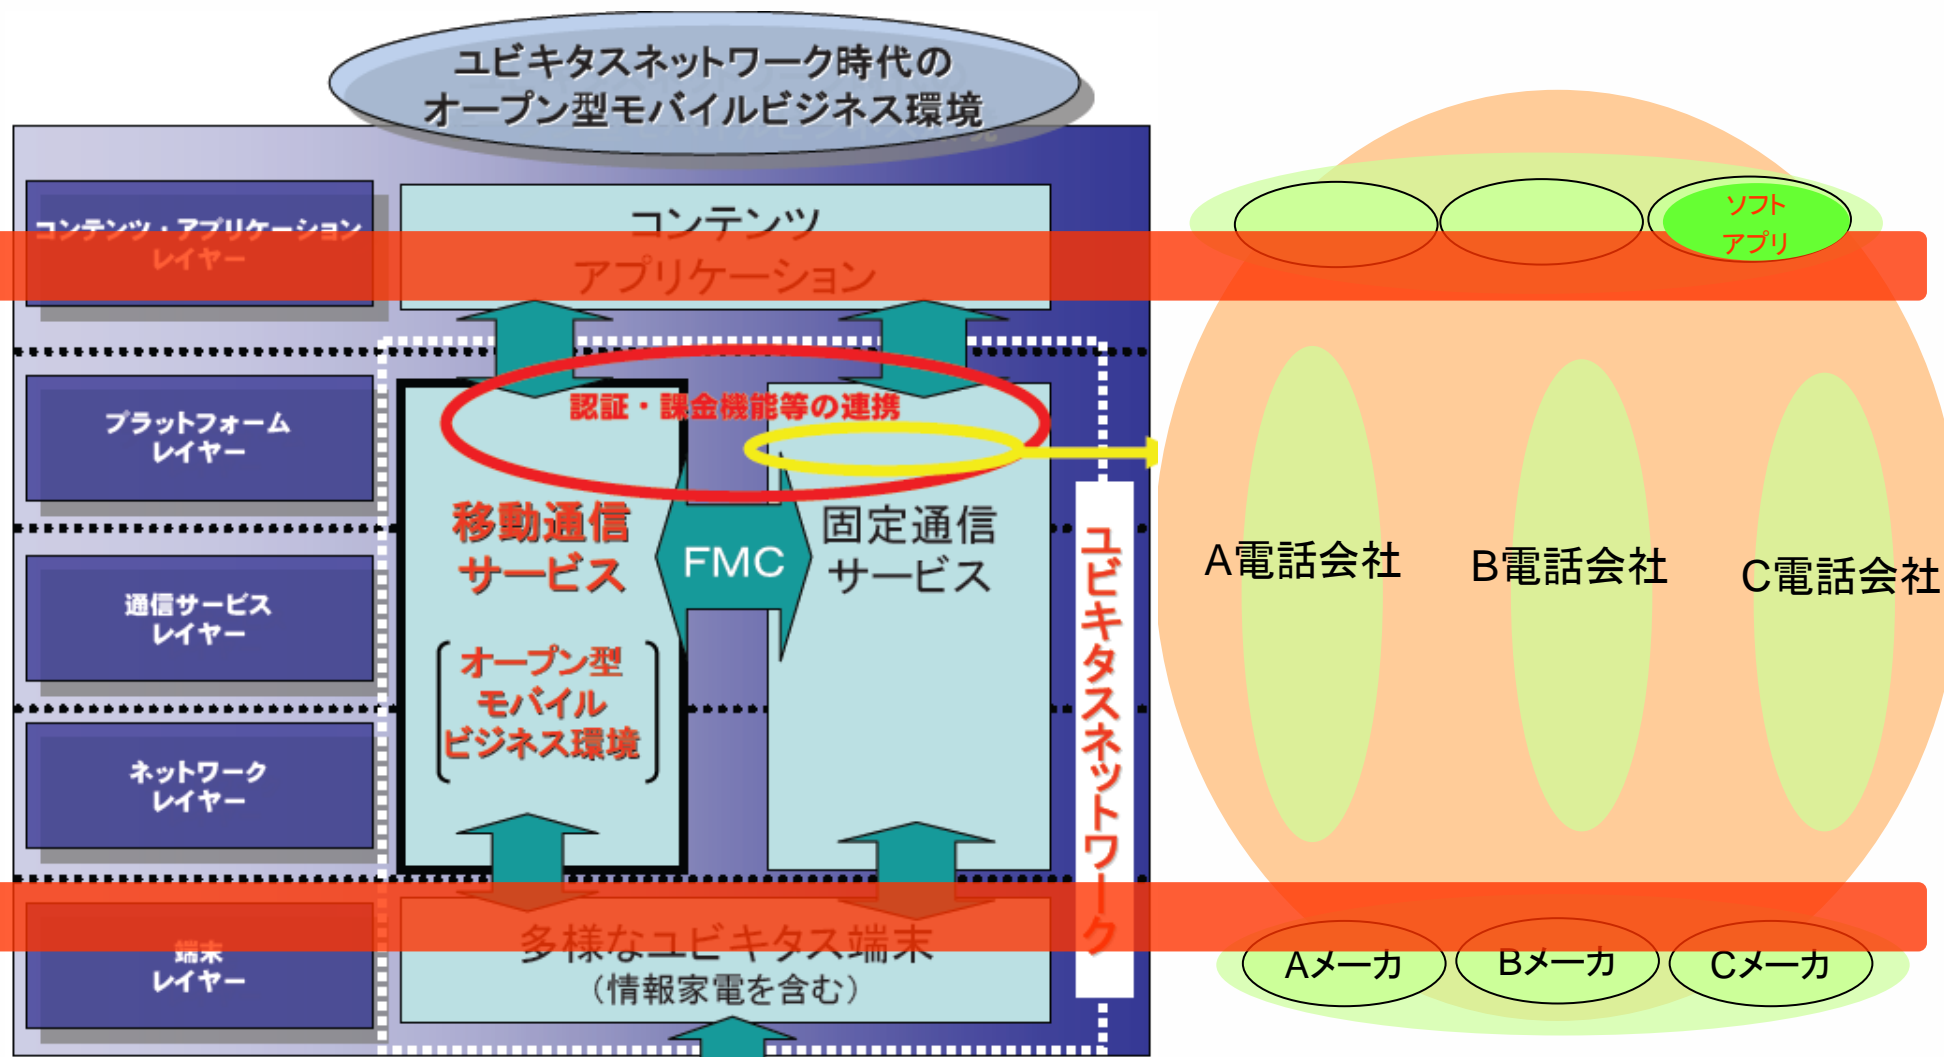 ユビキタスネットワーク時代の
オープン型モバイルビジネス環境
コンテンツ・アプリケーション
レイヤー
コンテンツ
アプリケーション
ソフト
アプリ
プラットフォーム
レイヤー
認証・課金機能等の連携
移動通信
サービス
FMC
固定通信
サービス
通信サービス
レイヤー
オープン型
モバイル
ビジネス環境
ネットワーク
レイヤー
ユビキタスネットワーク
A電話会社
B電話会社
C電話会社
端末
レイヤー
多様なユビキタス端末
（情報家電を含む）
Aメーカ
Bメーカ
Cメーカ